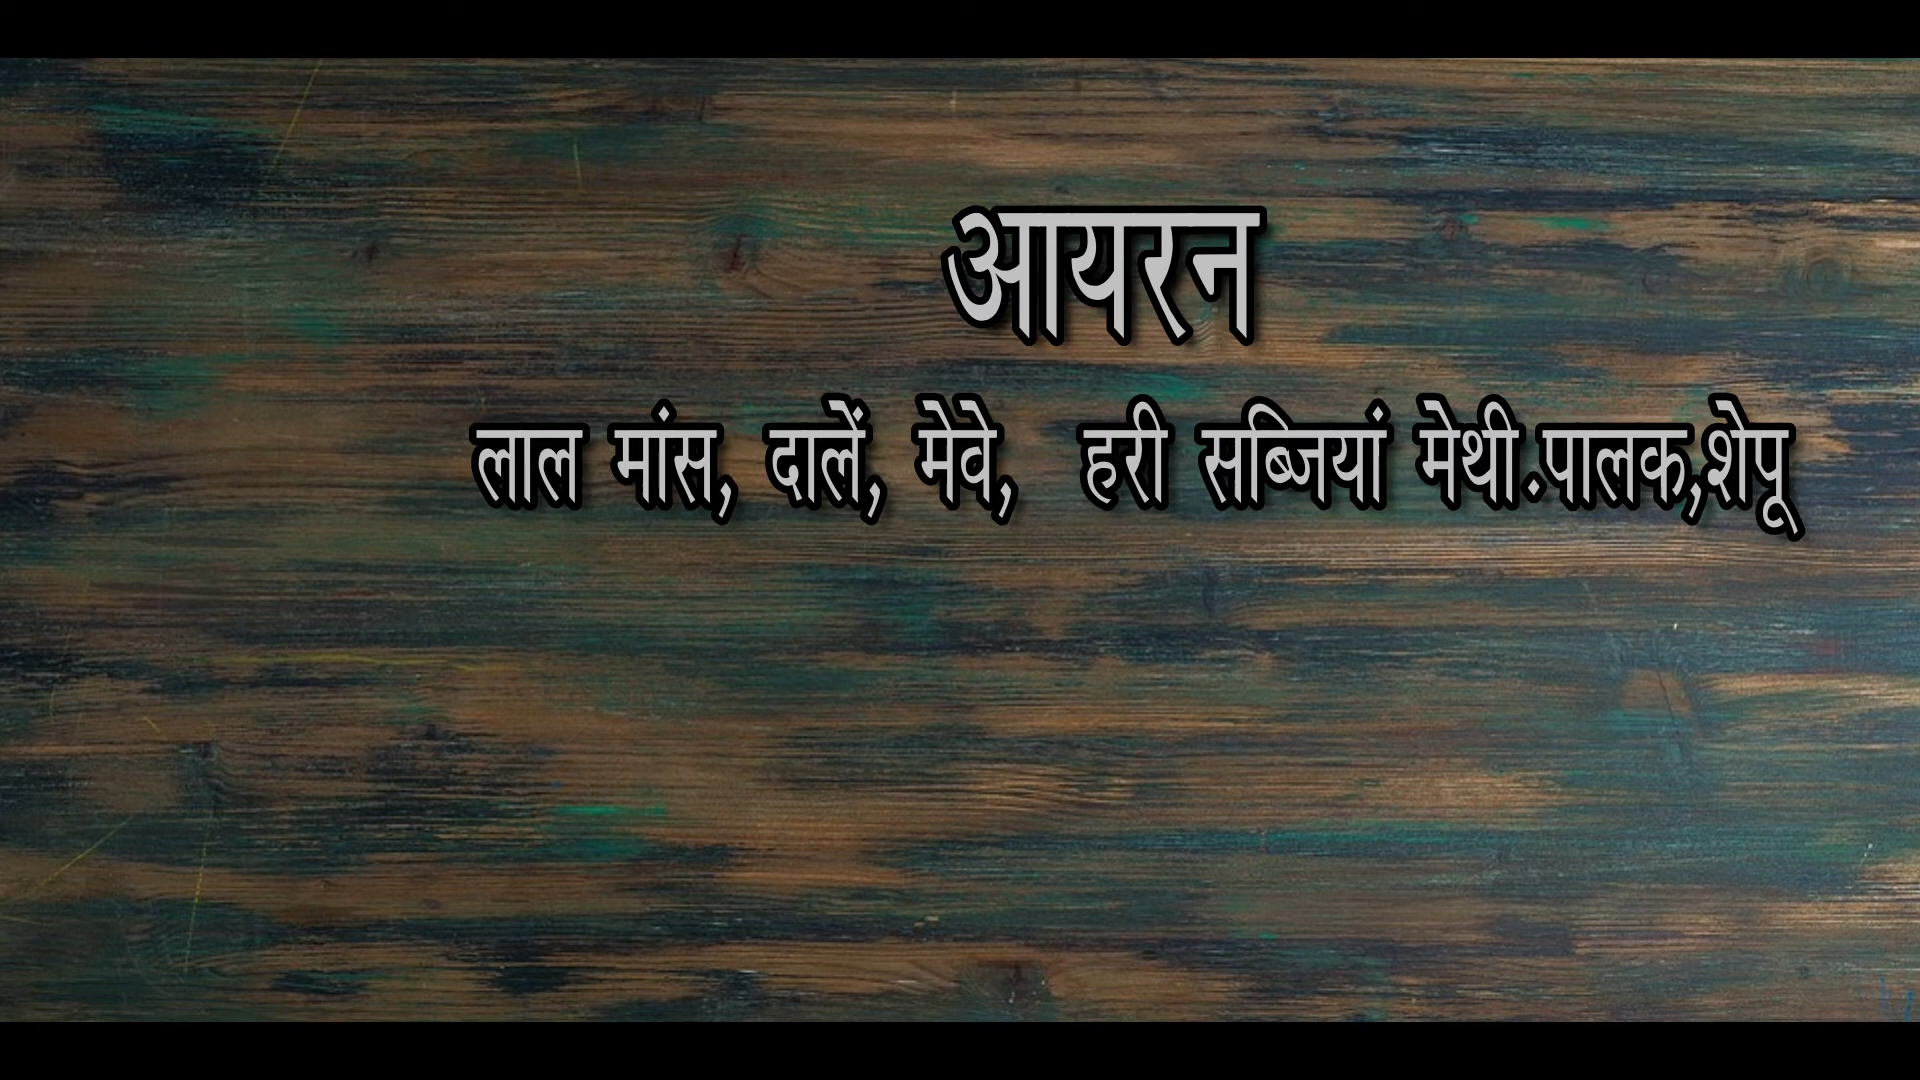 आयरन
लाल मांस, दालें, मेवे, हरी सब्जियां मेथी.पालक,शेपू